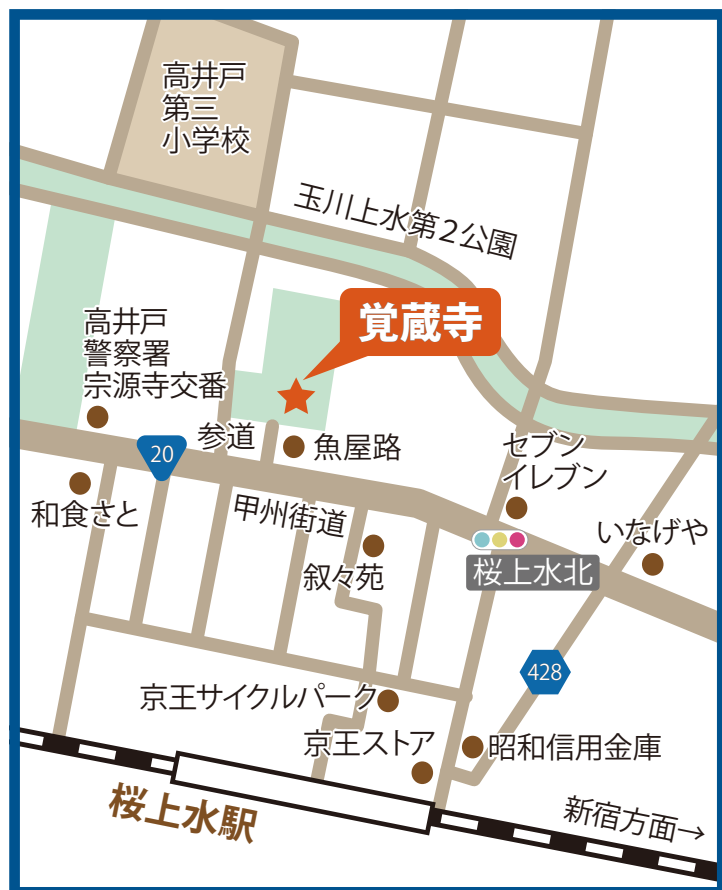 高井戸
第三
小学校
玉川上水第2公園
覚蔵寺
高井戸
警察署
宗源寺交番
参道
魚屋路
20
セブン
イレブン
和食さと
甲州街道
いなげや
叙々苑
桜上水北
428
京王サイクルパーク
京王ストア
昭和信用金庫
桜上水駅
新宿方面→